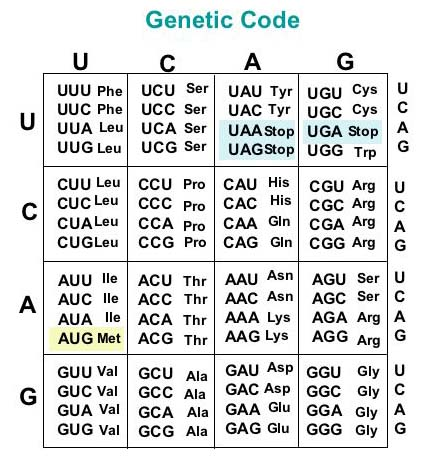 Genetic Code
U C A G
UUU Phe UCU Ser UAU Tyr UGU Cys U
UUC Phe UCC Ser UAC Tyr UGC Cys C
U
UUA Leu UCA Ser UAA Stop UGA Stop A
UUG Leu UCG Ser UAG Stop UGG Trp G
CUU Leu CCU Pro CAU His CGU Arg U
CUC Leu CCC Pro CAC His CGC Arg C
C
CUA Leu CCA Pro CAA Gln CGA Arg A
CUG Leu CCG Pro CAG Gln CGG Arg G
AUU Ile ACU Thr AAU Asn AGU Ser U
AUC Ile ACC Thr AAC Asn AGC Ser C
A
AUA Ile ACA Thr AAA Lys AGA Arg A
AUG Met ACG Thr AAG Lys AGG Arg G
GUU Val GCU Ala GAU Asp GGU Gly U
GUC Val GCC Ala GAC Asp GGC Gly C
G
GUA Val GCA Ala GAA Glu GGA Gly A
GUG Val GCG Ala GAG Glu GGG Gly G